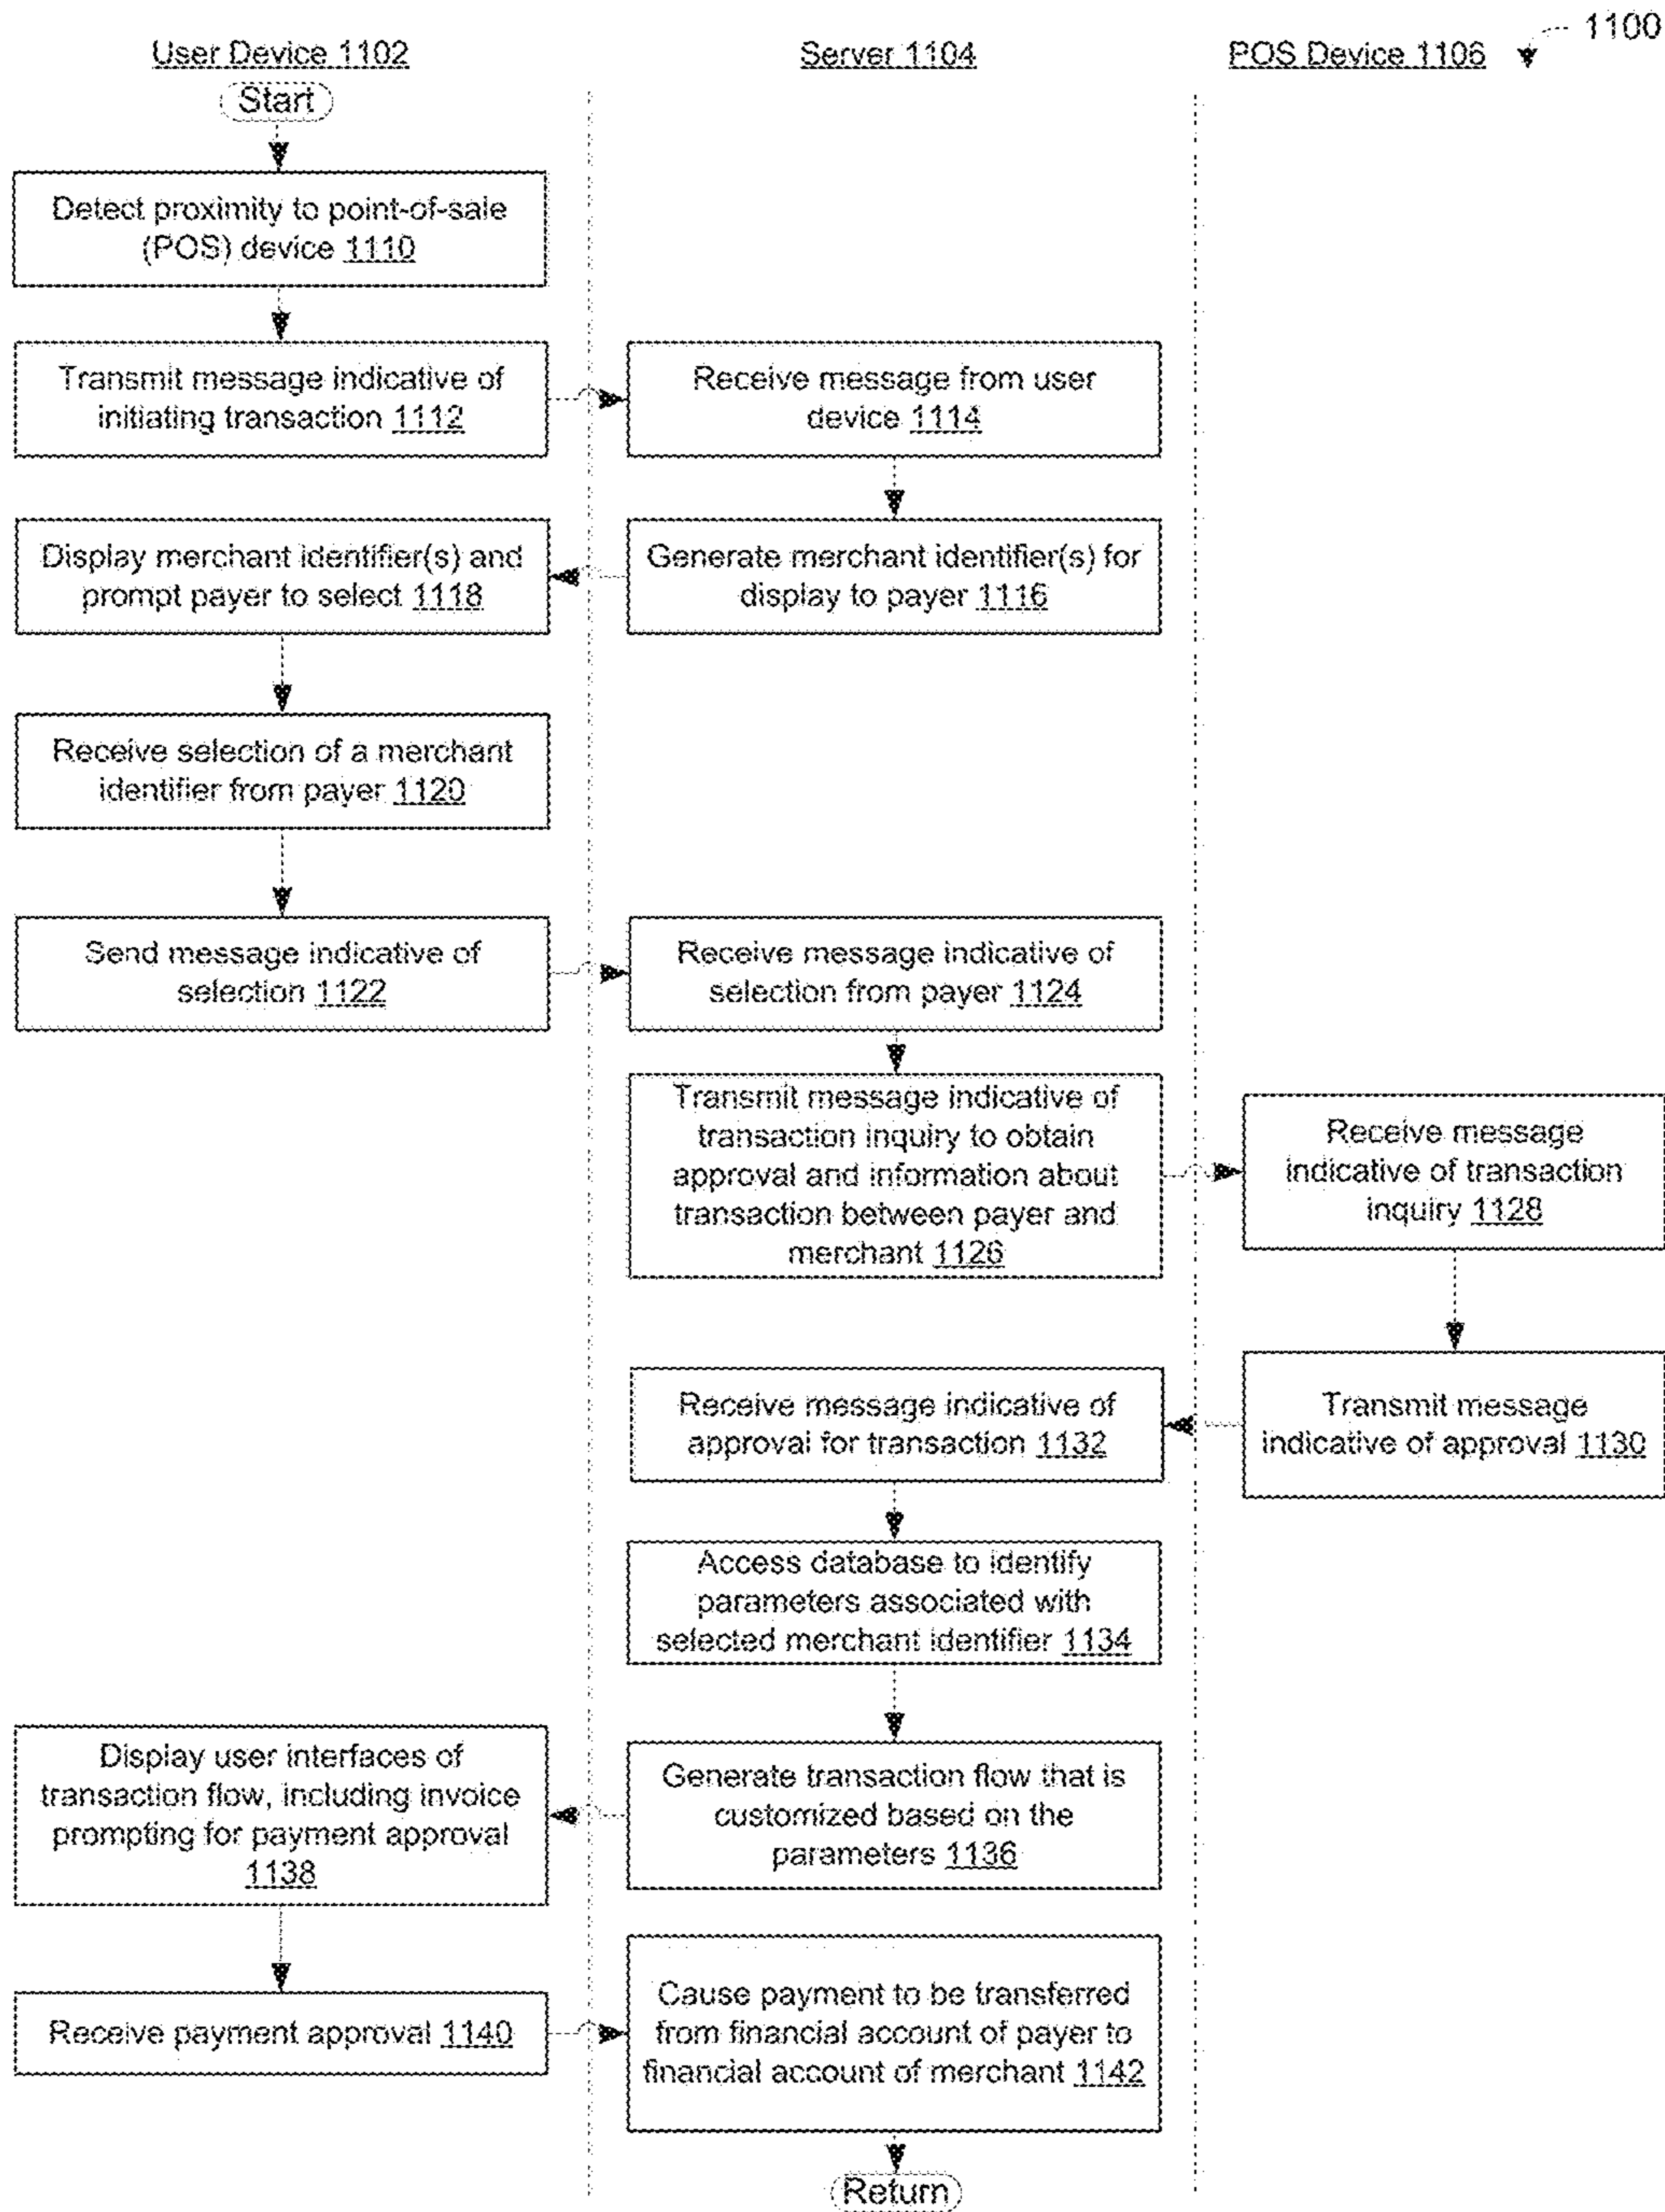 1100
User Device 1102
Server 1104
POS Device 1106
Start
Detect proximity to point-of-sale
(POS) device 1110
Transmit message indicative of
initiating transaction 1112
Receive message from user
device 1114
Display merchant identifier(s) and
prompt payer to select 1118
Generate merchant identifier(s) for
display to payer 1116
Receive selection of a merchant
identifier from payer 1120
Send message indicative of
selection 1122
Receive message indicative of
selection from payer 1124
Transmit message indicative of
transaction inquiry to obtain
approval and information about
transaction between payer and
merchant 1126
Receive message
indicative of transaction
inquiry 1128
Receive message indicative of
approval for transaction 1132
Transmit message
indicative of approval 1130
Access database to identify
parameters associated with
selected merchant identifier 1134
Display user interfaces of
transaction flow, including invoice
prompting for payment approval
1138
Generate transaction flow that is
customized based on the
parameters 1136
Receive payment approval 1140
Cause payment to be transferred
from financial account of payer to
financial account of merchant 1142
Return